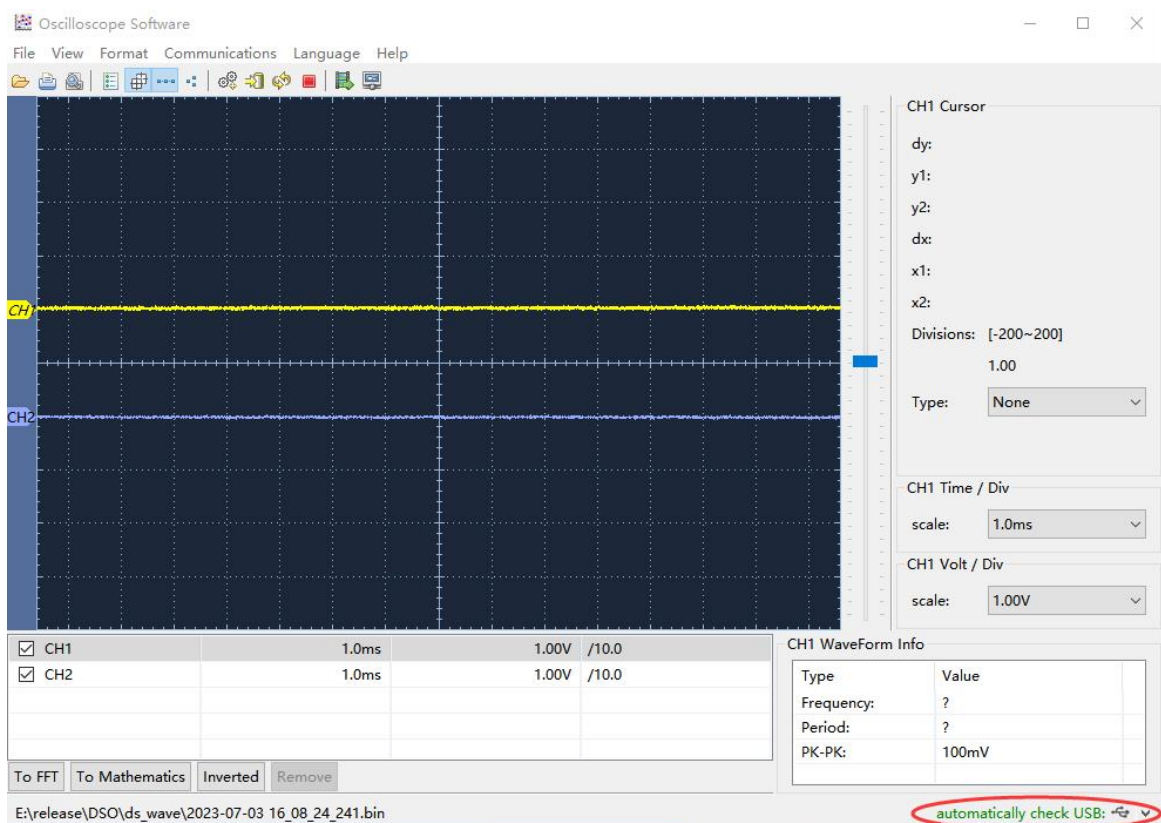 Oscilloscope Software
File View Format Communications Language Help
CH1 Cursor
dy:
y1:
y2:
dx:
x1:
x2:
Divisions: [-200~200]
1.00
Type: None
CH1 Time / Div
scale: 1.0ms
CH1 Volt / Div
scale: 1.00V
CH1
CH2
CH1 1.0ms 1.00V /10.0
CH2 1.0ms 1.00V /10.0
CH1 WaveForm Info
Type Value
Frequency: ?
Period: ?
PK-PK: 100mV
To FFT To Mathematics Inverted Remove
E:\release\DSO\ds_wave\2023-07-03 16_08_24_241.bin
automatically check USB: